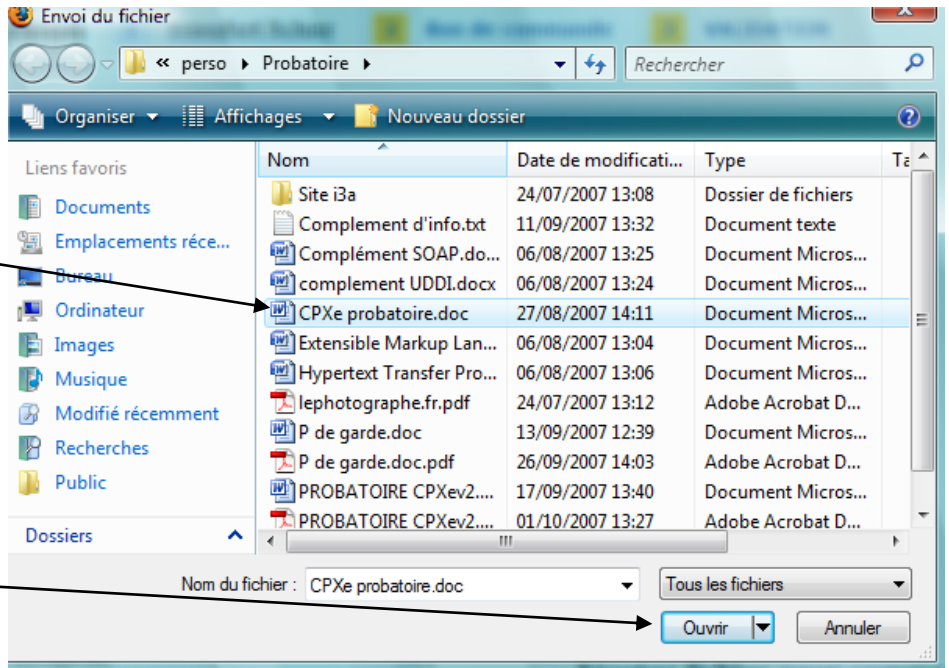 Envoi du fichier
« perso Probatoire Rechercher
Organiser Affichages Nouveau dossier
Liens favoris
Documents
Emplacements réce...
Bureau
Ordinateur
Images
Musique
Modifié récemment
Recherches
Public
Dossiers
Nom Date de modificati... Type
Site i3a 24/07/2007 13:08 Dossier de fichiers
Complement d'info.txt 11/09/2007 13:32 Document texte
Complément SOAP.do... 06/08/2007 13:25 Document Micros...
complement UDDI.docx 06/08/2007 13:24 Document Micros...
CPXe probatoire.doc 27/08/2007 14:11 Document Micros...
Extensible Markup Lan... 06/08/2007 13:04 Document Micros...
Hypertext Transfer Pro... 06/08/2007 13:06 Document Micros...
lephotographe.fr.pdf 24/07/2007 13:12 Adobe Acrobat D...
P de garde.doc 13/09/2007 12:39 Document Micros...
P de garde.doc.pdf 26/09/2007 14:03 Adobe Acrobat D...
PROBATOIRE CPXev2.... 17/09/2007 13:40 Document Micros...
PROBATOIRE CPXev2.... 01/10/2007 13:27 Adobe Acrobat D...
Nom du fichier : CPXe probatoire.doc Tous les fichiers
Ouvrir Annuler